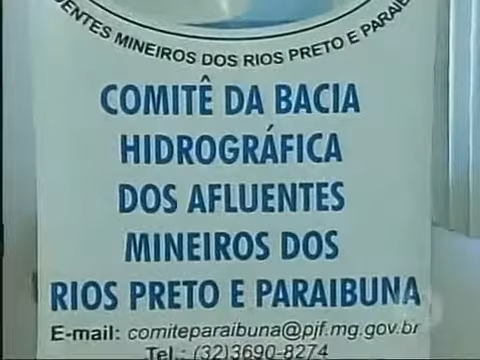 ENTES MINEIROS DOS RIOS PRETO E PARAIB
COMITÊ DA BACIA
HIDROGRÁFICA
DOS AFLUENTES
MINEIROS DOS
RIOS PRETO E PARAIBUNA
E-mail: comiteparaibuna@pjf.mg.gov.br
Tel.: (32)3690-8274